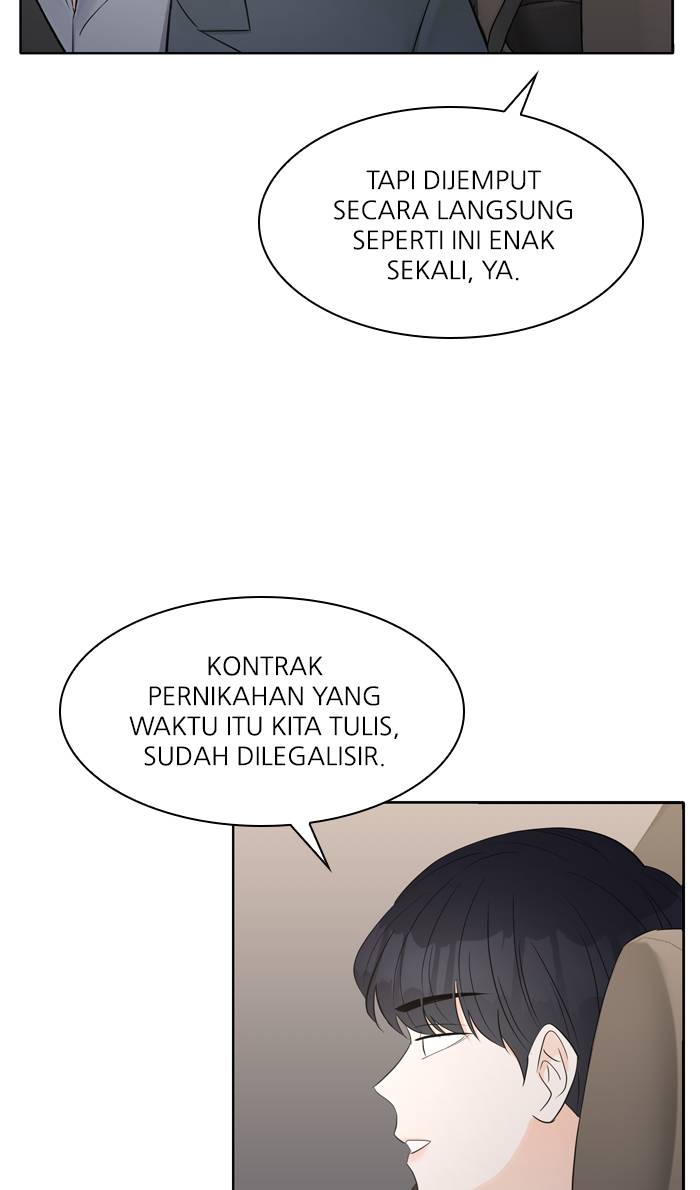 TAPI DIJEMPUT
SECARA LANGSUNG
SEPERTI INI ENAK
SEKALI, YA.
KONTRAK
PERNIKAHAN YANG
WAKTU ITU KITA TULIS,
SUDAH DILEGALISIR.